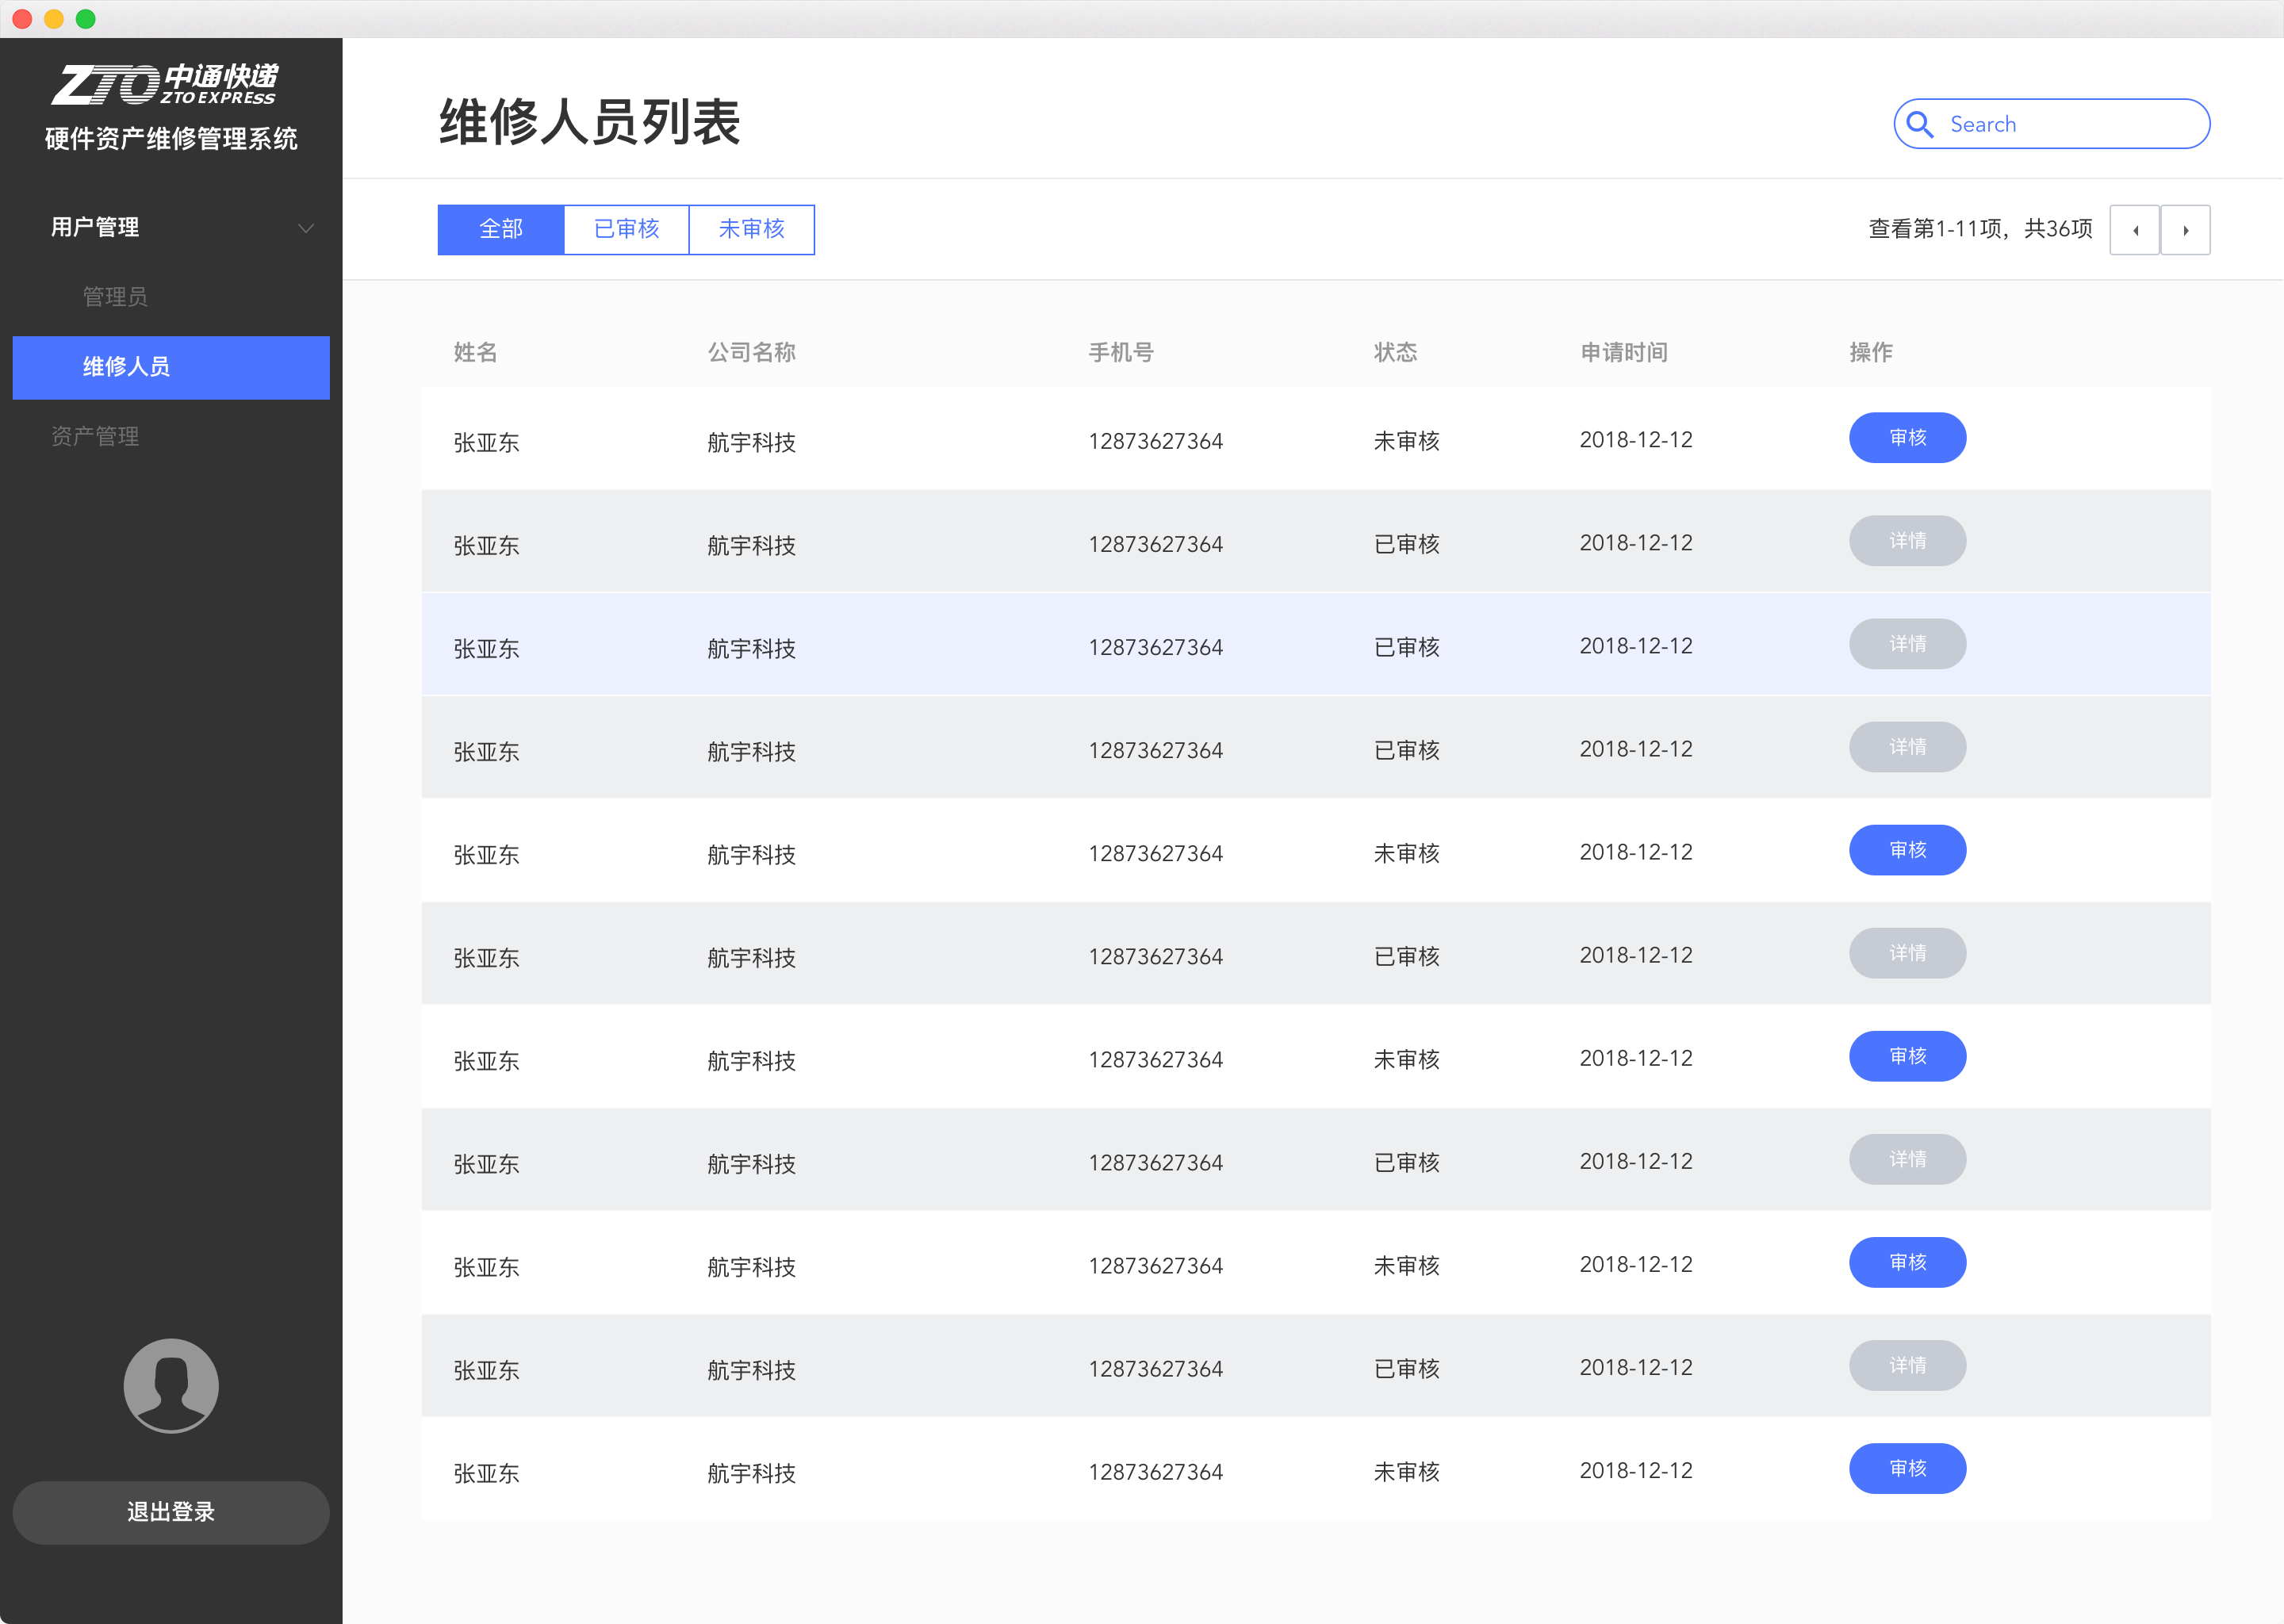 ZTO 中通快递
ZTO EXPRESS
硬件资产维修管理系统
用户管理
管理员
维修人员
资产管理
退出登录
维修人员列表
Search
全部 已审核 未审核
查看第1-11项，共36项
姓名 公司名称 手机号 状态 申请时间 操作
张亚东 航宇科技 12873627364 未审核 2018-12-12 审核
张亚东 航宇科技 12873627364 已审核 2018-12-12 详情
张亚东 航宇科技 12873627364 已审核 2018-12-12 详情
张亚东 航宇科技 12873627364 已审核 2018-12-12 详情
张亚东 航宇科技 12873627364 未审核 2018-12-12 审核
张亚东 航宇科技 12873627364 已审核 2018-12-12 详情
张亚东 航宇科技 12873627364 未审核 2018-12-12 审核
张亚东 航宇科技 12873627364 已审核 2018-12-12 详情
张亚东 航宇科技 12873627364 未审核 2018-12-12 审核
张亚东 航宇科技 12873627364 已审核 2018-12-12 详情
张亚东 航宇科技 12873627364 未审核 2018-12-12 审核